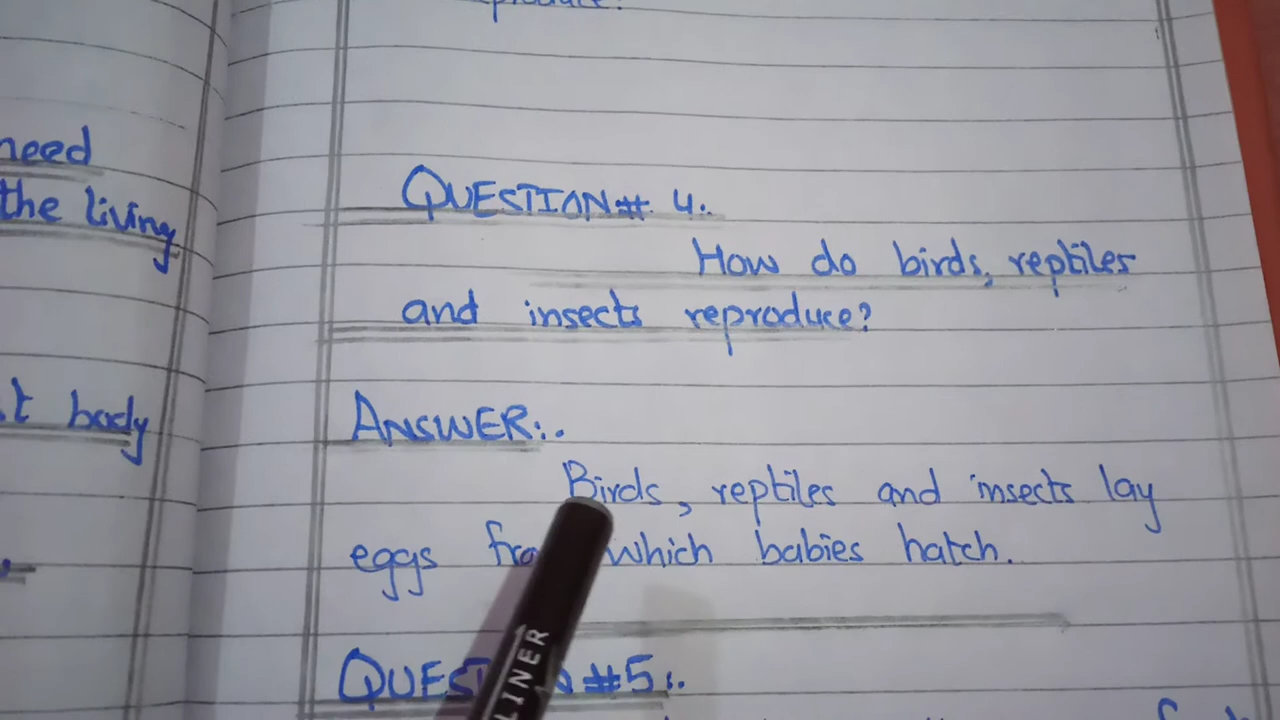 need
the living
body
QUESTION# 4:.
How do birds, reptiles
and insects reproduce?
ANSWER:.
Birds, reptiles and insects lay
eggs which babies hatch.
#5:.
LINER